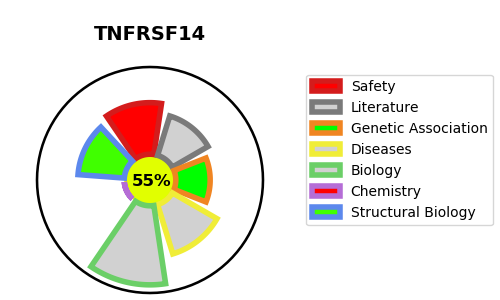 TNFRSF14
55%
Safety
Literature
Genetic Association
Diseases
Biology
Chemistry
Structural Biology